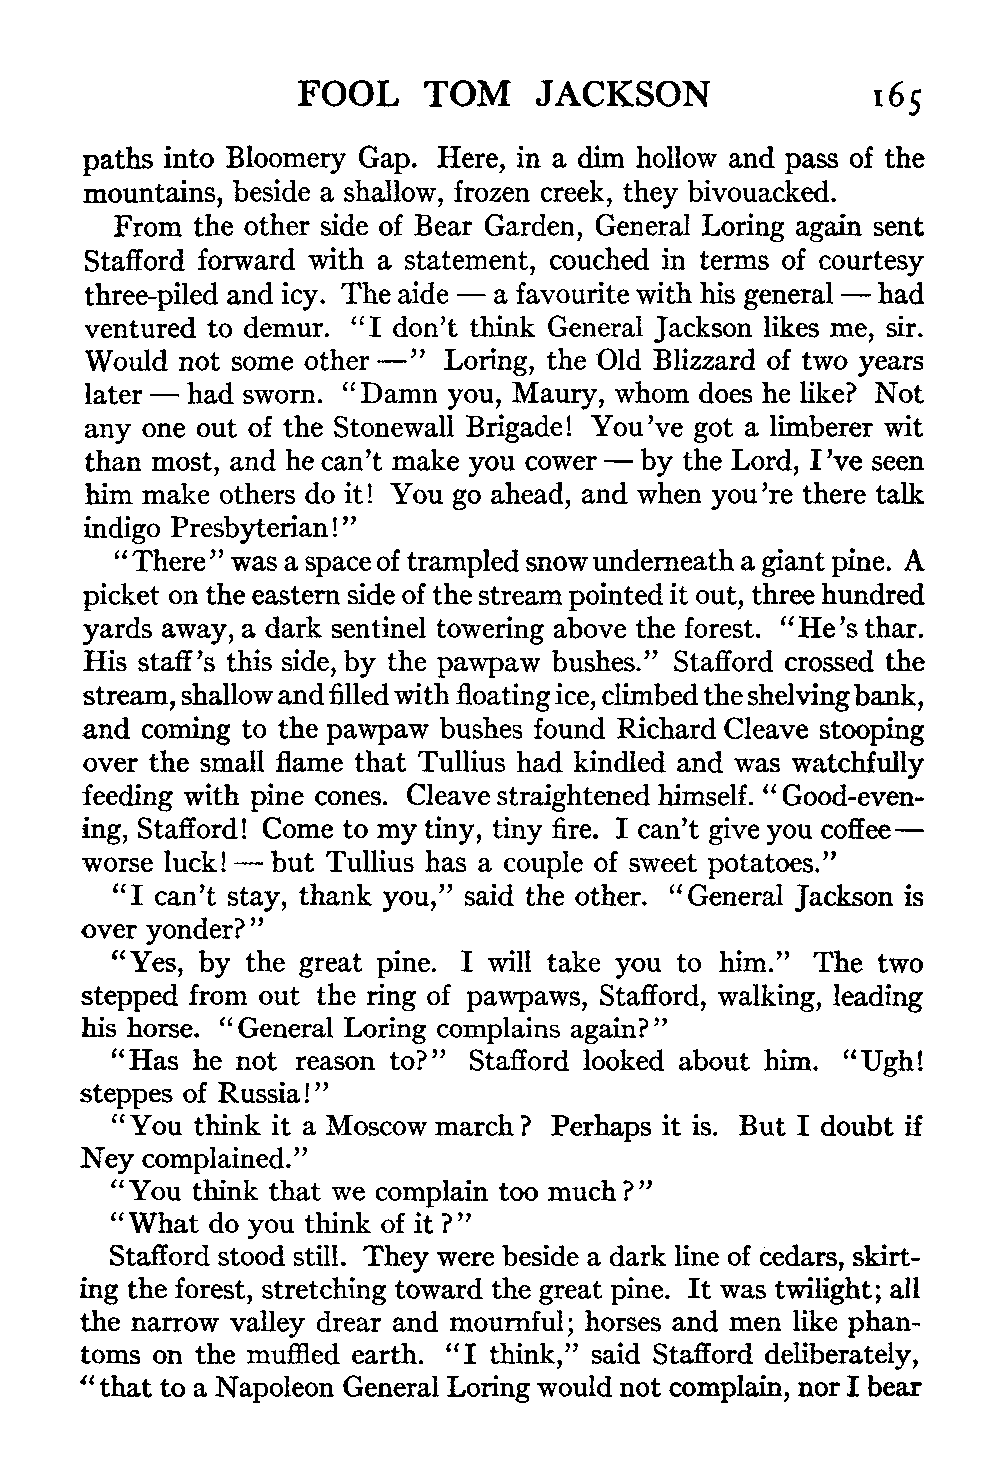 FOOL TOM JACKSON 165
paths into Bloomery Gap. Here, in a dim hollow and pass of the
mountains, beside a shallow, frozen creek, they bivouacked.
From the other side of Bear Garden, General Loring again sent
Stafford forward with a statement, couched in terms of courtesy
three-piled and icy. The aide — a favourite with his general — had
ventured to demur. “I don’t think General Jackson likes me, sir.
Would not some other —” Loring, the Old Blizzard of two years
later — had sworn. “Damn you, Maury, whom does he like? Not
any one out of the Stonewall Brigade! You’ve got a limberer wit
than most, and he can’t make you cower — by the Lord, I’ve seen
him make others do it! You go ahead, and when you’re there talk
indigo Presbyterian!”
“There” was a space of trampled snow underneath a giant pine. A
picket on the eastern side of the stream pointed it out, three hundred
yards away, a dark sentinel towering above the forest. “He’s thar.
His staff’s this side, by the pawpaw bushes.” Stafford crossed the
stream, shallow and filled with floating ice, climbed the shelving bank,
and coming to the pawpaw bushes found Richard Cleave stooping
over the small flame that Tullius had kindled and was watchfully
feeding with pine cones. Cleave straightened himself. “Good-even-
ing, Stafford! Come to my tiny, tiny fire. I can’t give you coffee—
worse luck! — but Tullius has a couple of sweet potatoes.”
“I can’t stay, thank you,” said the other. “General Jackson is
over yonder?”
“Yes, by the great pine. I will take you to him.” The two
stepped from out the ring of pawpaws, Stafford, walking, leading
his horse. “General Loring complains again?”
“Has he not reason to?” Stafford looked about him. “Ugh!
steppes of Russia!”
“You think it a Moscow march? Perhaps it is. But I doubt if
Ney complained.”
“You think that we complain too much?”
“What do you think of it?”
Stafford stood still. They were beside a dark line of cedars, skirt-
ing the forest, stretching toward the great pine. It was twilight; all
the narrow valley drear and mournful; horses and men like phan-
toms on the muffled earth. “I think,” said Stafford deliberately,
“that to a Napoleon General Loring would not complain, nor I bear